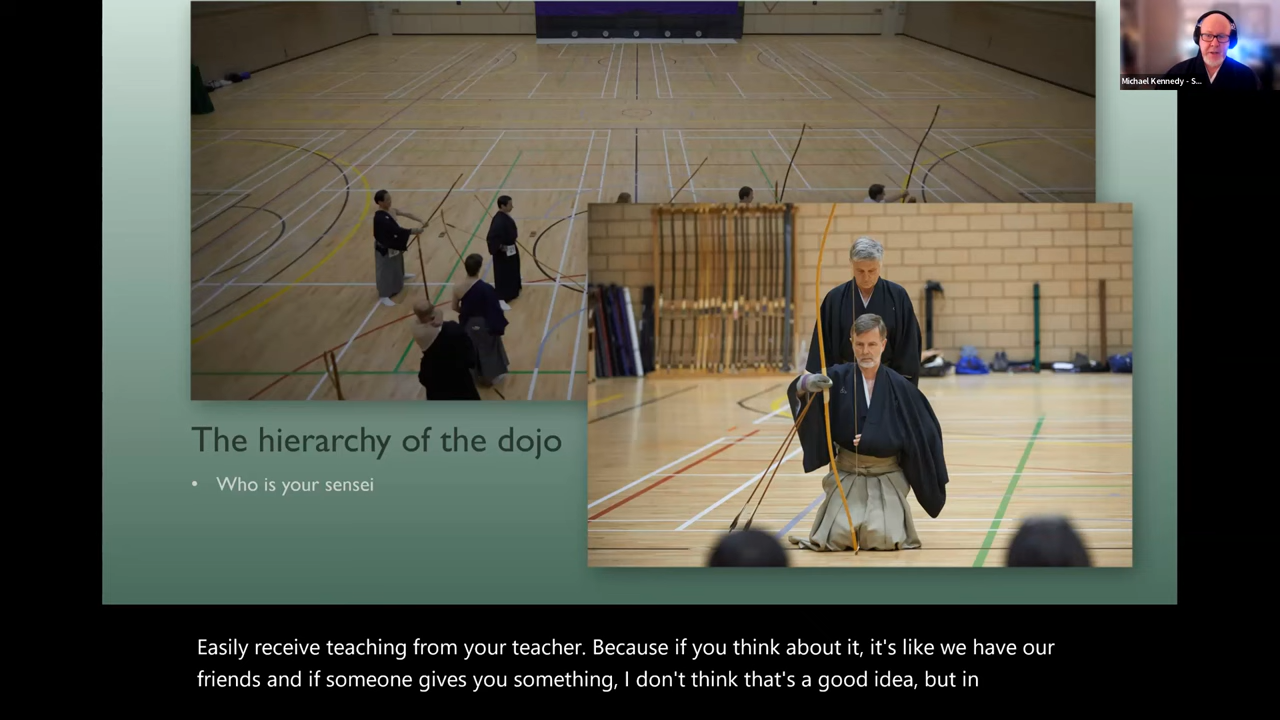 Michael Kennedy - S...
The hierarchy of the dojo
• Who is your sensei
Easily receive teaching from your teacher. Because if you think about it, it's like we have our
friends and if someone gives you something, I don't think that's a good idea, but in